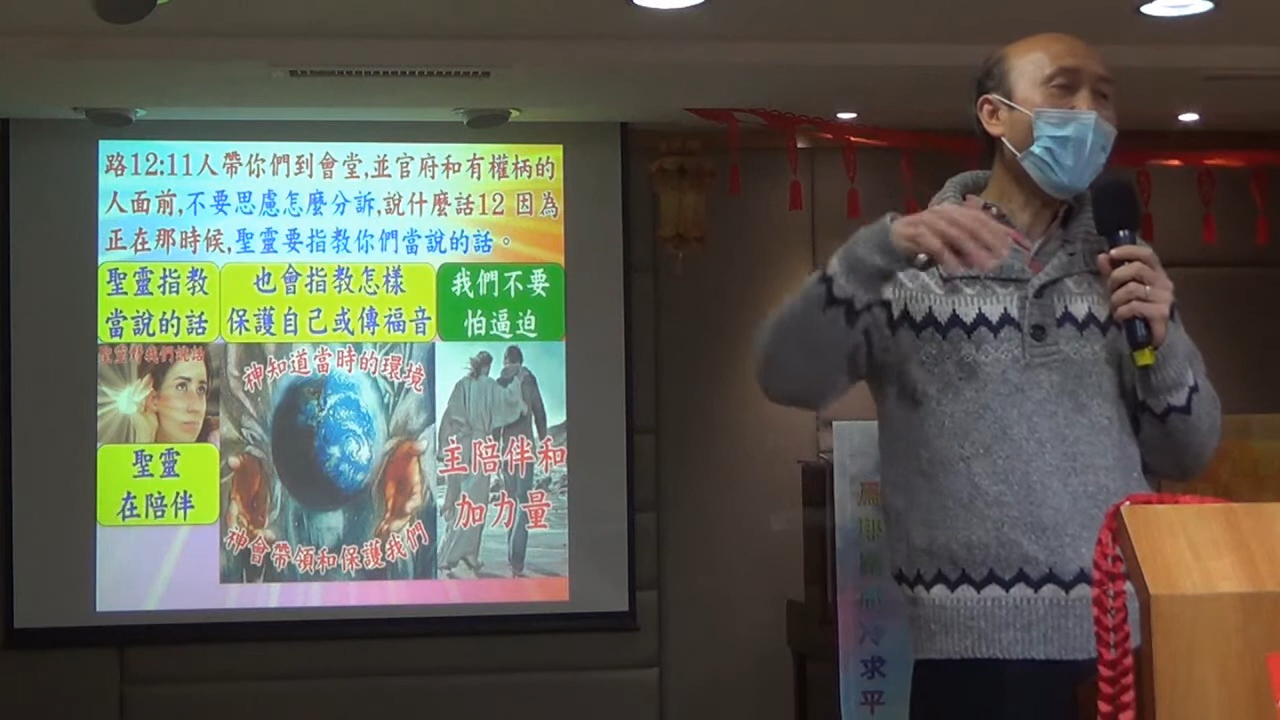 路12:11人帶你們到會堂,並官府和有權柄的
人面前,不要思慮怎麼分訴,說什麼話12 因為
正在那時候,聖靈要指教你們當說的話。
聖靈指教
當說的話
也會指教怎樣
保護自己或傳福音
我們不要
怕逼迫
神知道當時的環境
聖靈
在陪伴
主陪伴和
加力量
神會帶領和保護我們
求平